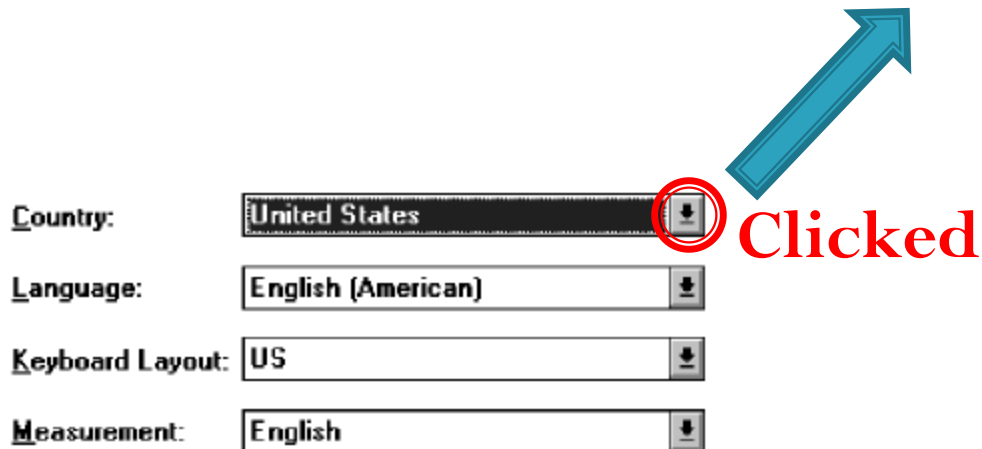 Country: United States
Clicked
Language: English (American)
Keyboard Layout: US
Measurement: English